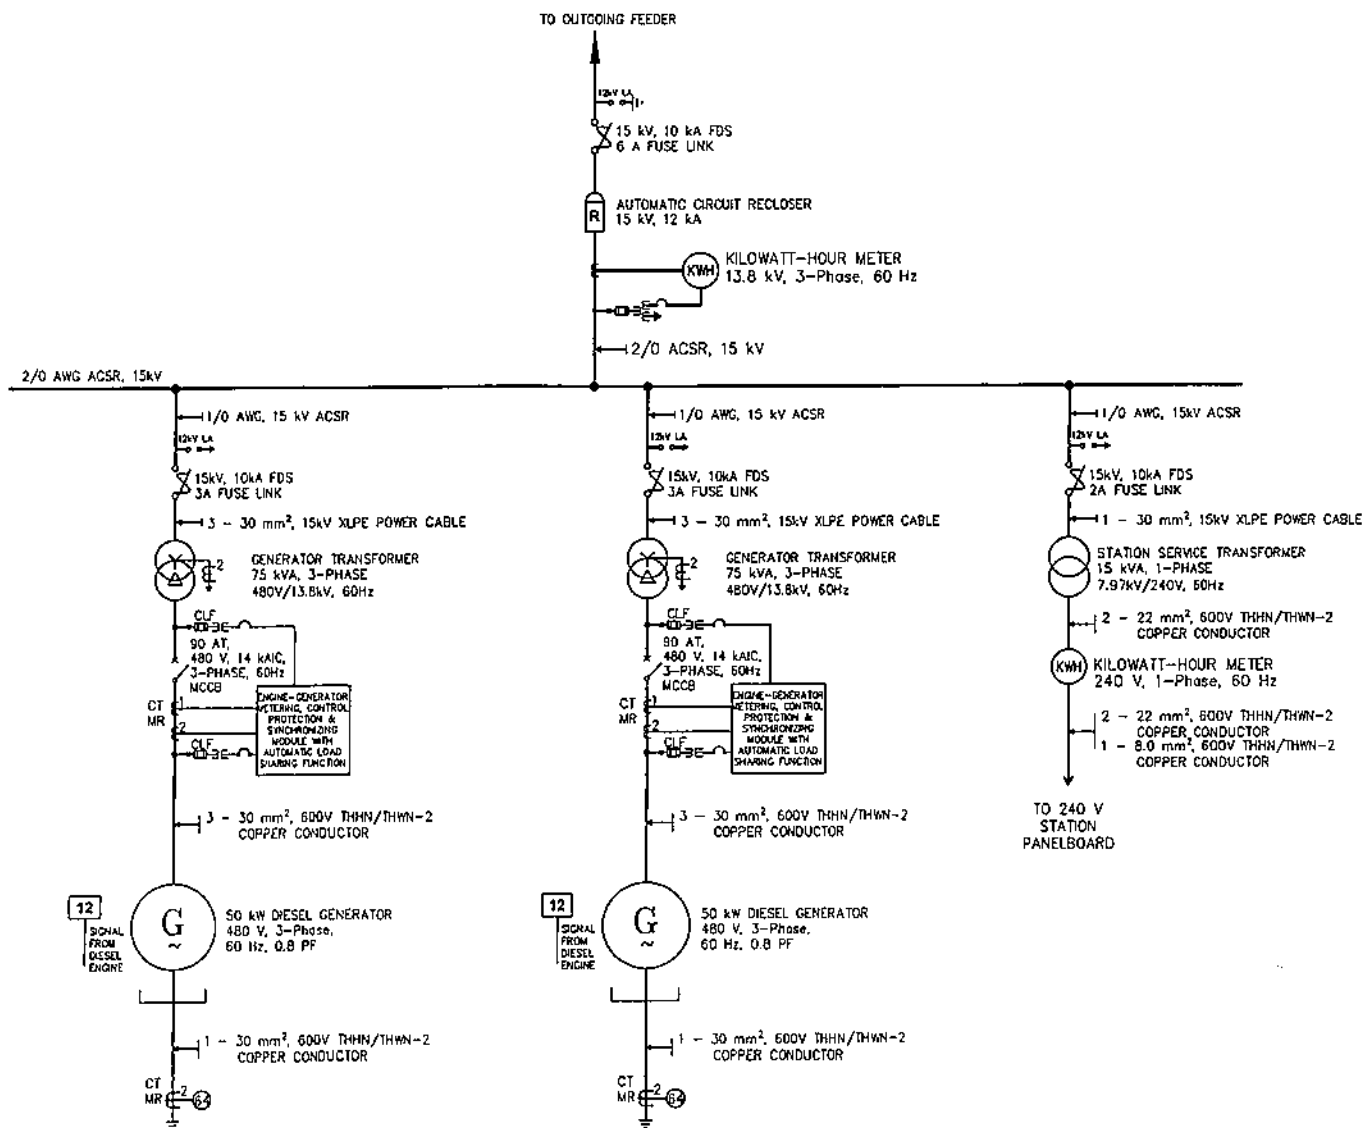 TO OUTGOING FEEDER
12kV LA
15 kV, 10 kA FDS
6 A FUSE LINK
R
AUTOMATIC CIRCUIT RECLOSER
15 kV, 12 kA
KWH
KILOWATT-HOUR METER
13.8 kV, 3-Phase, 60 Hz
2/0 ACSR, 15 kV
2/0 AWG ACSR, 15kV
1/0 AWG, 15 kV ACSR
12kV LA
15kV, 10kA FDS
3A FUSE LINK
3 - 30 mm², 15kV XLPE POWER CABLE
2
GENERATOR TRANSFORMER
75 kVA, 3-PHASE
480V/13.8kV, 60Hz
CLF
90 AT,
480 V, 14 kAIC,
3-PHASE, 60Hz
MCCB
CT
MR
1
2
ENGINE-GENERATOR
METERING, CONTROL
PROTECTION &
SYNCHRONIZING
MODULE WITH
AUTOMATIC LOAD
SHARING FUNCTION
CLF
3 - 30 mm², 600V THHN/THWN-2
COPPER CONDUCTOR
12
SIGNAL
FROM
DIESEL
ENGINE
G
~
50 kW DIESEL GENERATOR
480 V, 3-Phase,
60 Hz, 0.8 PF
1 - 30 mm², 600V THHN/THWN-2
COPPER CONDUCTOR
CT
MR
2
64
1/0 AWG, 15 kV ACSR
12kV LA
15kV, 10kA FDS
3A FUSE LINK
3 - 30 mm², 15kV XLPE POWER CABLE
2
GENERATOR TRANSFORMER
75 kVA, 3-PHASE
480V/13.8kV, 60Hz
CLF
90 AT,
480 V, 14 kAIC,
3-PHASE, 60Hz
MCCB
CT
MR
1
2
ENGINE-GENERATOR
METERING, CONTROL
PROTECTION &
SYNCHRONIZING
MODULE WITH
AUTOMATIC LOAD
SHARING FUNCTION
CLF
3 - 30 mm², 600V THHN/THWN-2
COPPER CONDUCTOR
12
SIGNAL
FROM
DIESEL
ENGINE
G
~
50 kW DIESEL GENERATOR
480 V, 3-Phase,
60 Hz, 0.8 PF
1 - 30 mm², 600V THHN/THWN-2
COPPER CONDUCTOR
CT
MR
2
64
1/0 AWG, 15kV ACSR
12kV LA
15kV, 10kA FDS
2A FUSE LINK
1 - 30 mm², 15kV XLPE POWER CABLE
STATION SERVICE TRANSFORMER
15 kVA, 1-PHASE
7.97kV/240V, 60Hz
2 - 22 mm², 600V THHN/THWN-2
COPPER CONDUCTOR
KWH
KILOWATT-HOUR METER
240 V, 1-Phase, 60 Hz
2 - 22 mm², 600V THHN/THWN-2
COPPER CONDUCTOR
1 - 8.0 mm², 600V THHN/THWN-2
COPPER CONDUCTOR
TO 240 V
STATION
PANELBOARD